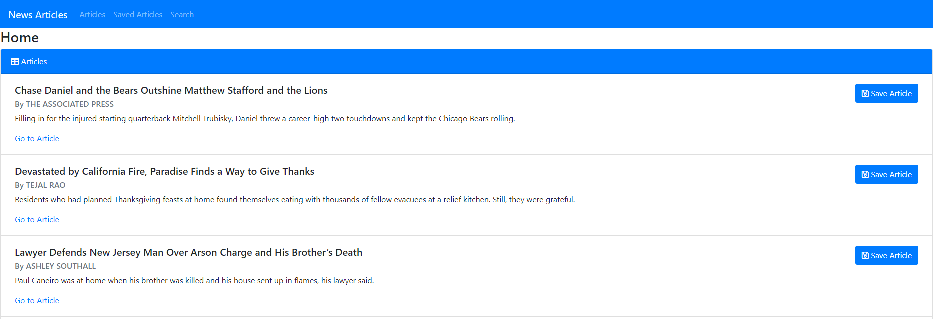 News Articles Articles Saved Articles Search
Home
Articles
Chase Daniel and the Bears Outshine Matthew Stafford and the Lions
Save Article
By THE ASSOCIATED PRESS
Filling in for the injured starting quarterback Mitchell Trubisky, Daniel threw a career-high two touchdowns and kept the Chicago Bears rolling.
Go to Article
Devastated by California Fire, Paradise Finds a Way to Give Thanks
Save Article
By TEJAL RAO
Residents who had planned Thanksgiving feasts at home found themselves eating with thousands of fellow evacuees at a relief kitchen. Still, they were grateful.
Go to Article
Lawyer Defends New Jersey Man Over Arson Charge and His Brother's Death
Save Article
By ASHLEY SOUTHALL
Paul Caneiro was at home when his brother was killed and his house sent up in flames, his lawyer said.
Go to Article